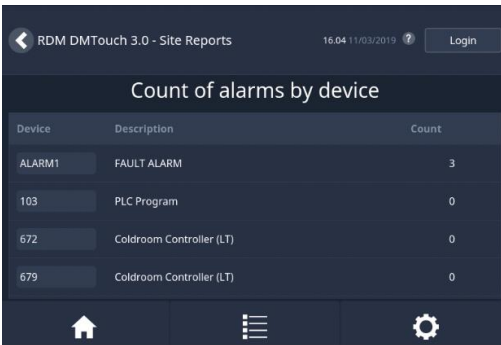 RDM DMTouch 3.0 - Site Reports 16.04 11/03/2019 ? Login
Count of alarms by device
Device Description Count
ALARM1 FAULT ALARM 3
103 PLC Program 0
672 Coldroom Controller (LT) 0
679 Coldroom Controller (LT) 0